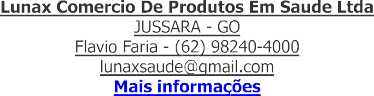 Lunax Comercio De Produtos Em Saude Ltda
JUSSARA - GO
Flavio Faria - (62) 98240-4000
lunaxsaude@gmail.com
Mais informações